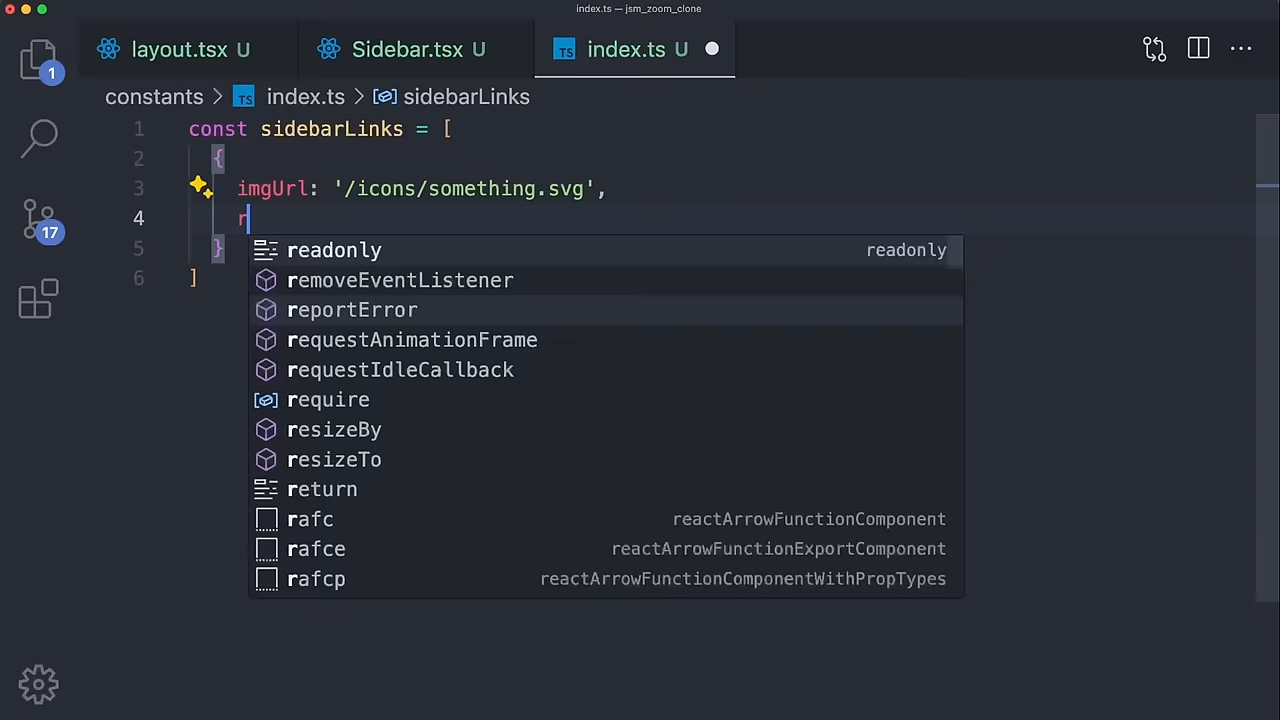 index.ts — jsm_zoom_clone
layout.tsx U
Sidebar.tsx U
TS index.ts U
1
constants > TS index.ts > sidebarLinks
1 const sidebarLinks = [
2 {
3 imgUrl: '/icons/something.svg',
4 r
5 }
6 ]
17
readonly readonly
removeEventListener
reportError
requestAnimationFrame
requestIdleCallback
require
resizeBy
resizeTo
return
rafc reactArrowFunctionComponent
rafce reactArrowFunctionExportComponent
rafcp reactArrowFunctionComponentWithPropTypes